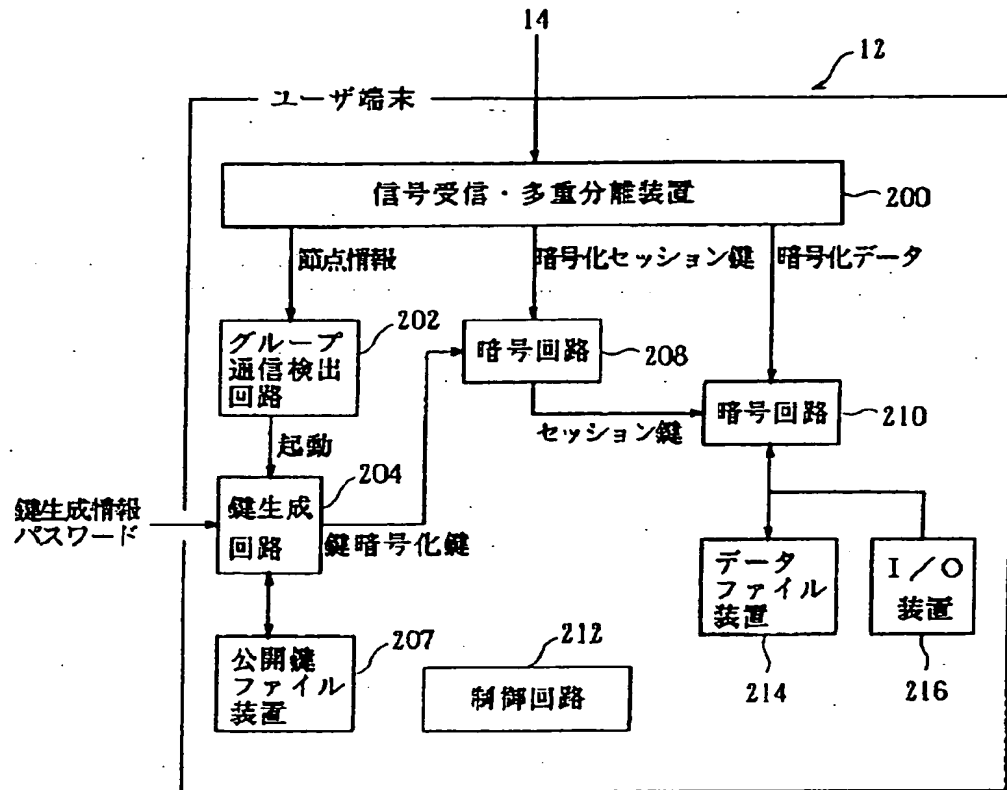 14
12
ユーザ端末
信号受信・多重分離装置
200
節点情報
暗号化セッション鍵
暗号化データ
202
グループ
通信検出
回路
暗号回路
208
暗号回路
210
セッション鍵
起動
204
鍵生成情報
パスワード
鍵生成
回路
鍵暗号化鍵
データ
ファイル
装置
I/O
装置
207
公開鍵
ファイル
装置
212
制御回路
214
216